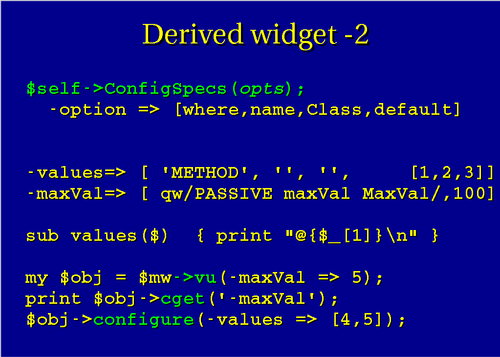 Derived widget -2
$self->ConfigSpecs(opts);
-option => [where,name,Class,default]
-values=> [ 'METHOD', '', '', [1,2,3]]
-maxVal=> [ qw/PASSIVE maxVal MaxVal/,100]
sub values($) { print "@{$_[1]}\n" }
my $obj = $mw->vu(-maxVal => 5);
print $obj->cget('-maxVal');
$obj->configure(-values => [4,5]);